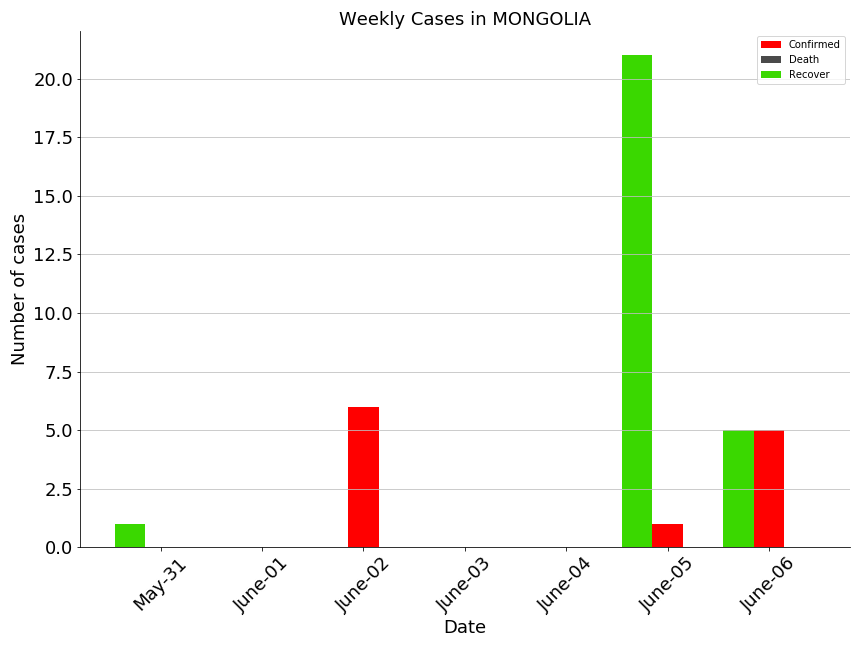 Weekly Cases in MONGOLIA
Confirmed
Death
Recover
Number of cases
20.0
17.5
15.0
12.5
10.0
7.5
5.0
2.5
0.0
May-31
June-01
June-02
June-03
June-04
June-05
June-06
Date